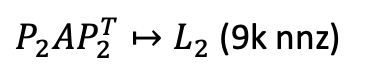 P₂AP₂ᵀ ↦ L₂ (9k nnz)